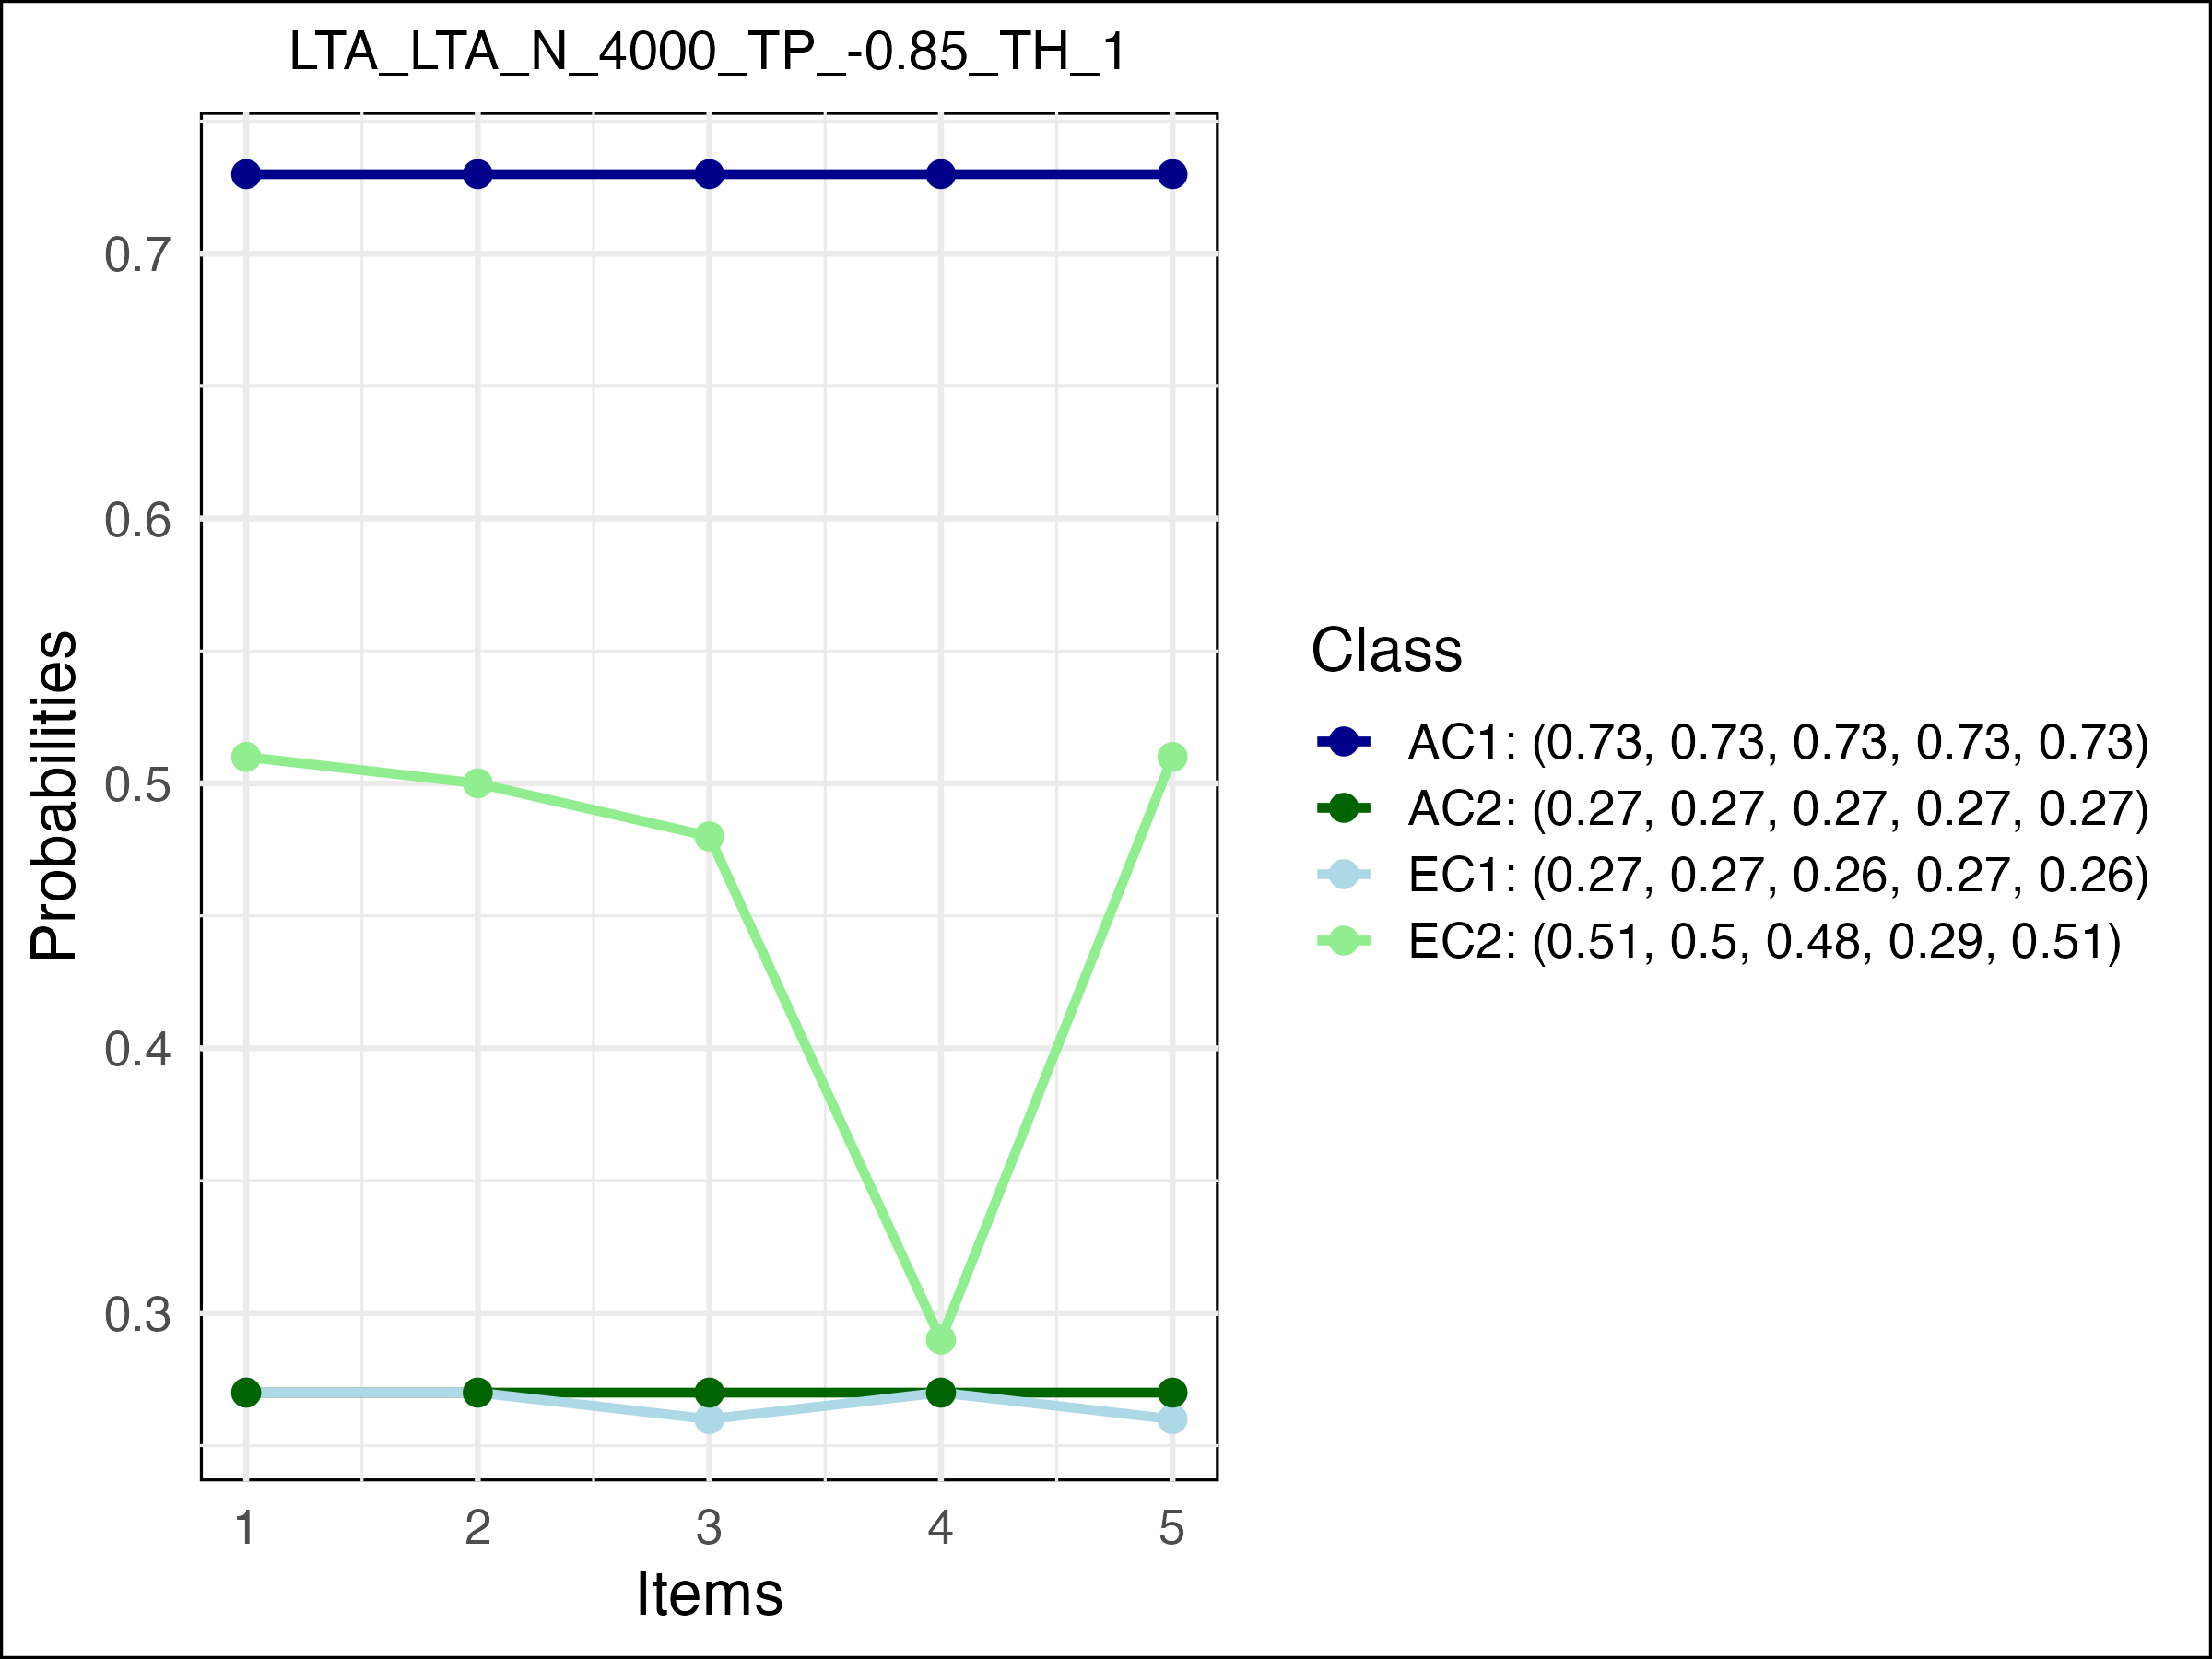 LTA_LTA_N_4000_TP_-0.85_TH_1
Probabilities
0.7
0.6
0.5
0.4
0.3
1 2 3 4 5
Items
Class
AC1: (0.73, 0.73, 0.73, 0.73, 0.73)
AC2: (0.27, 0.27, 0.27, 0.27, 0.27)
EC1: (0.27, 0.27, 0.26, 0.27, 0.26)
EC2: (0.51, 0.5, 0.48, 0.29, 0.51)